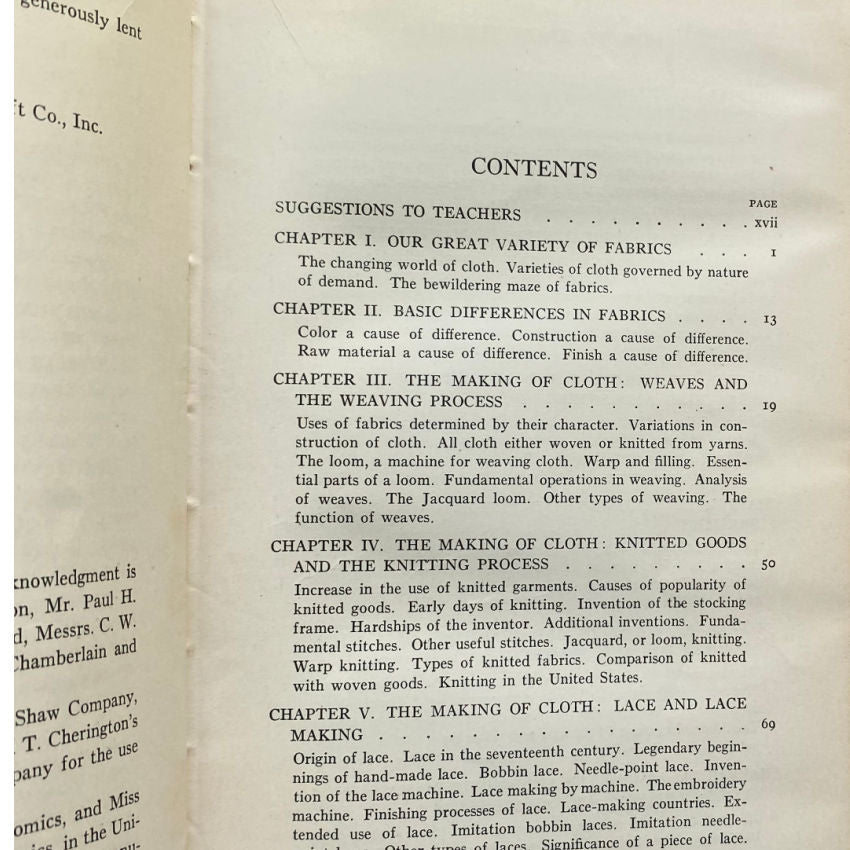 generously lent
ft Co., Inc.
knowledgment is
on, Mr. Paul H.
d, Messrs. C. W.
Chamberlain and
Shaw Company,
T. Cherington's
pany for the use
omics, and Miss
in the Uni-
CONTENTS
PAGE
SUGGESTIONS TO TEACHERS . . . . . . . . . . xvii
CHAPTER I. OUR GREAT VARIETY OF FABRICS . . . 1
The changing world of cloth. Varieties of cloth governed by nature
of demand. The bewildering maze of fabrics.
CHAPTER II. BASIC DIFFERENCES IN FABRICS . . . . 13
Color a cause of difference. Construction a cause of difference.
Raw material a cause of difference. Finish a cause of difference.
CHAPTER III. THE MAKING OF CLOTH: WEAVES AND
THE WEAVING PROCESS . . . . . . . . . . . 19
Uses of fabrics determined by their character. Variations in con-
struction of cloth. All cloth either woven or knitted from yarns.
The loom, a machine for weaving cloth. Warp and filling. Essen-
tial parts of a loom. Fundamental operations in weaving. Analysis
of weaves. The Jacquard loom. Other types of weaving. The
function of weaves.
CHAPTER IV. THE MAKING OF CLOTH: KNITTED GOODS
AND THE KNITTING PROCESS . . . . . . . . . 50
Increase in the use of knitted garments. Causes of popularity of
knitted goods. Early days of knitting. Invention of the stocking
frame. Hardships of the inventor. Additional inventions. Funda-
mental stitches. Other useful stitches. Jacquard, or loom, knitting.
Warp knitting. Types of knitted fabrics. Comparison of knitted
with woven goods. Knitting in the United States.
CHAPTER V. THE MAKING OF CLOTH: LACE AND LACE
MAKING . . . . . . . . . . . . . . . . . 69
Origin of lace. Lace in the seventeenth century. Legendary begin-
nings of hand-made lace. Bobbin lace. Needle-point lace. Inven-
tion of the lace machine. Lace making by machine. The embroidery
machine. Finishing processes of lace. Lace-making countries. Ex-
tended use of lace. Imitation bobbin laces. Imitation needle-
Other types of laces. Significance of a piece of lace.